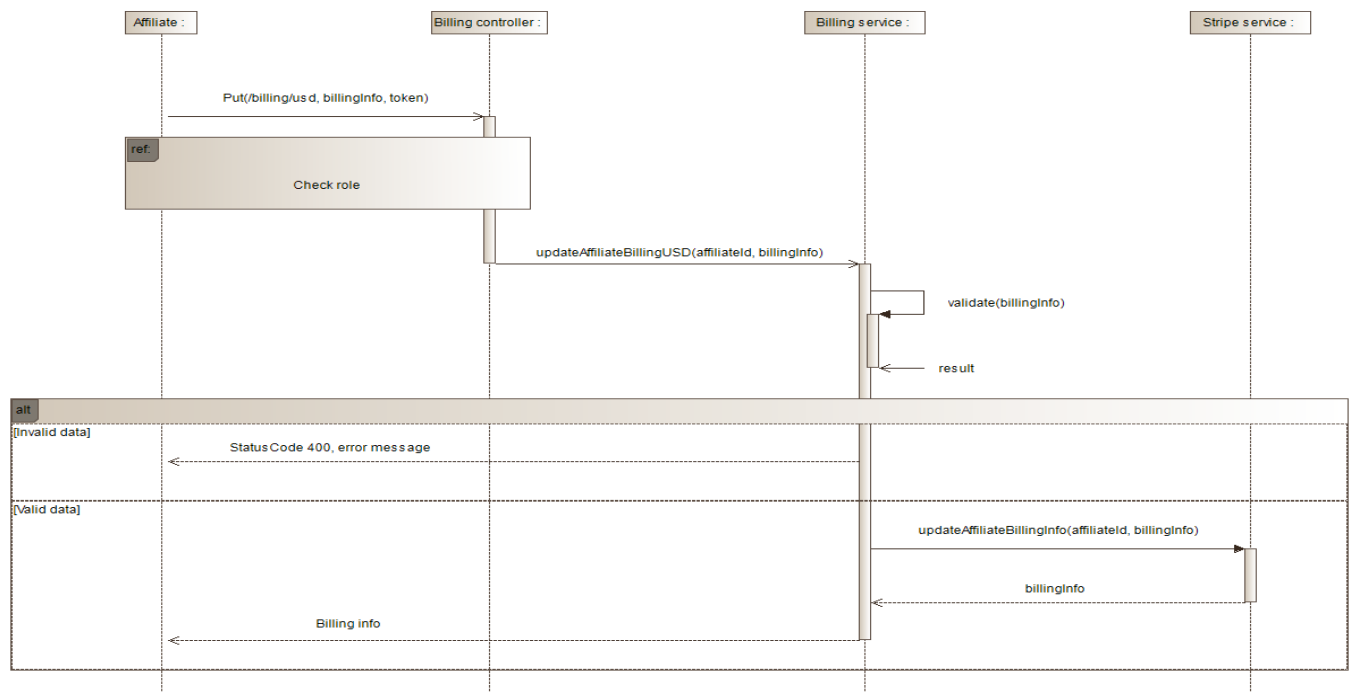 Affiliate :
Billing controller :
Billing service :
Stripe service :
Put(/billing/usd, billingInfo, token)
ref:
Check role
updateAffiliateBillingUSD(affiliateId, billingInfo)
validate(billingInfo)
result
alt
[Invalid data]
StatusCode 400, error message
[Valid data]
updateAffiliateBillingInfo(affiliateId, billingInfo)
billingInfo
Billing info